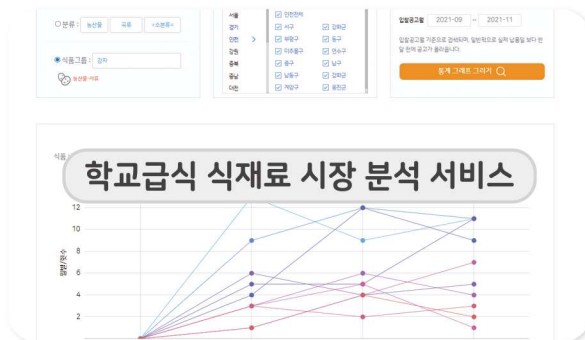 분류 : 농산물 곡류 <소분류>
식품그룹 : 감자
농산물-서류
서울
경기
인천
강원
충북
충남
대전
인천전체
서구 강화군
부평구 동구
미추홀구 연수구
중구 남구
남동구 강화군
계양구 옹진군
입찰공고월 2021-09 ~ 2021-11
입찰공고월 기준으로 검색되며, 일반적으로 실제 납품일 보다 한
달 전에 공고가 올라옵니다.
통계 그래프 그리기
식품
학교급식 식재료 시장 분석 서비스
12
10
8
6
4
2